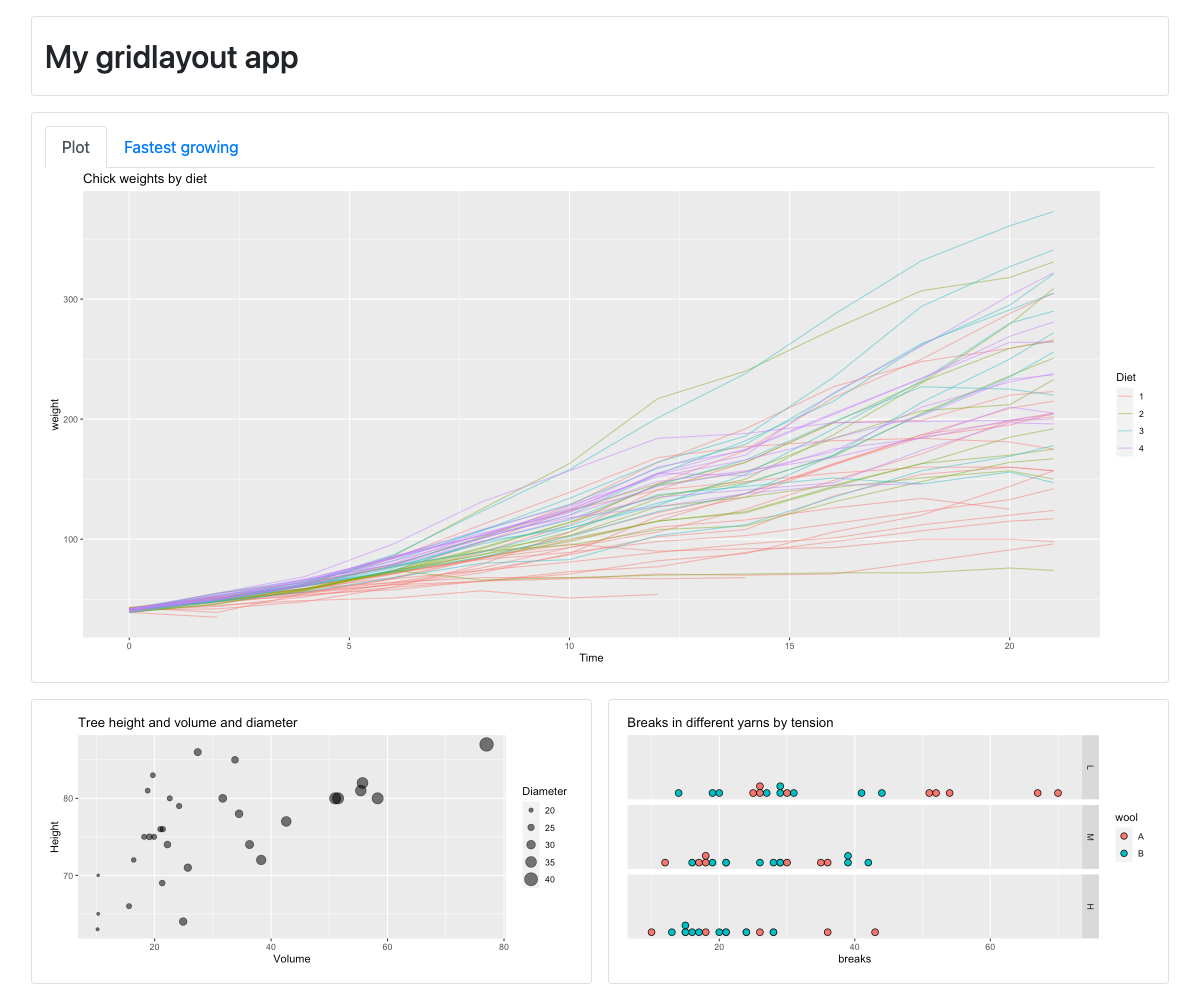 My gridlayout app
Plot Fastest growing
Chick weights by diet
weight
300
200
100
0 5 10 15 20
Time
Diet
1
2
3
4
Tree height and volume and diameter
Height
80
70
20 40 60 80
Volume
Diameter
20
25
30
35
40
Breaks in different yarns by tension
L
M
H
20 40 60
breaks
wool
A
B